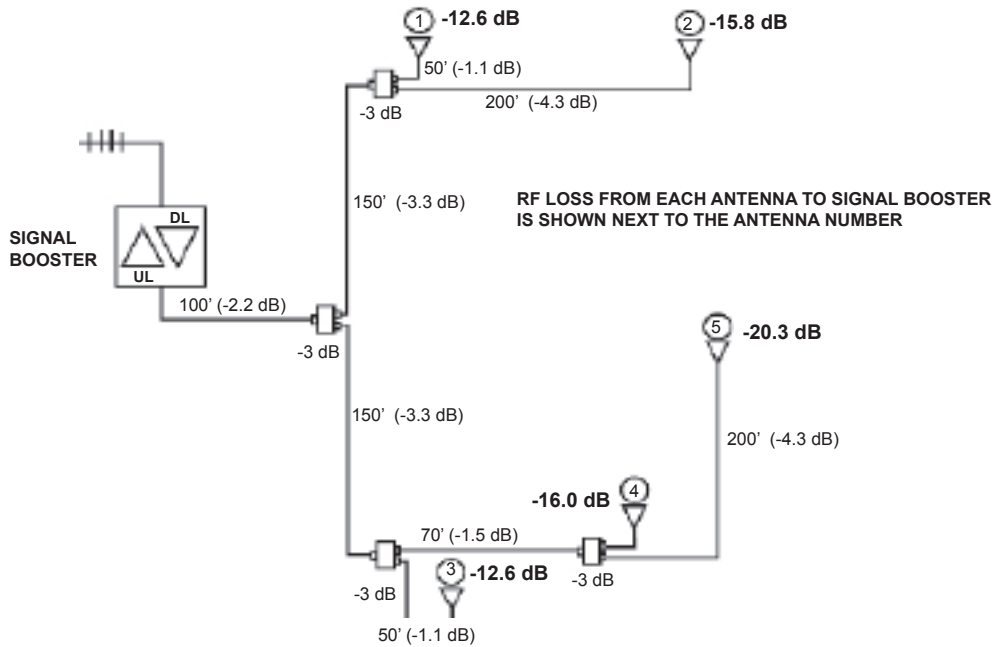 1 -12.6 dB
2 -15.8 dB
50' (-1.1 dB)
-3 dB
200' (-4.3 dB)
DL
UL
SIGNAL
BOOSTER
150' (-3.3 dB)
RF LOSS FROM EACH ANTENNA TO SIGNAL BOOSTER
IS SHOWN NEXT TO THE ANTENNA NUMBER
100' (-2.2 dB)
-3 dB
5 -20.3 dB
150' (-3.3 dB)
200' (-4.3 dB)
-16.0 dB 4
70' (-1.5 dB)
3 -12.6 dB
-3 dB
-3 dB
50' (-1.1 dB)